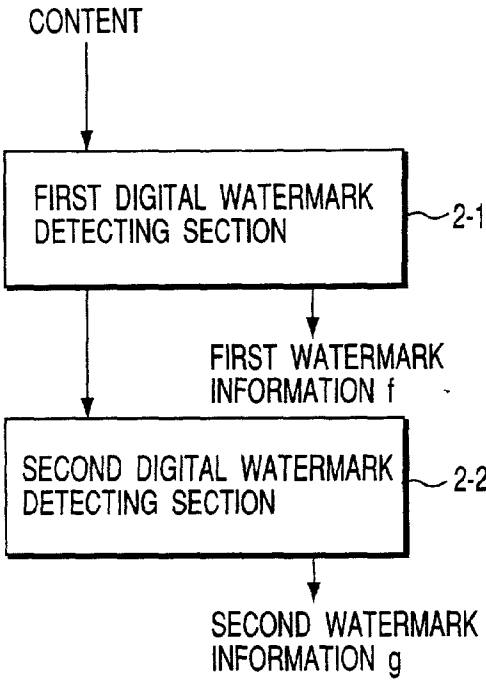 CONTENT
FIRST DIGITAL WATERMARK
DETECTING SECTION
2-1
FIRST WATERMARK
INFORMATION f
SECOND DIGITAL WATERMARK
DETECTING SECTION
2-2
SECOND WATERMARK
INFORMATION g